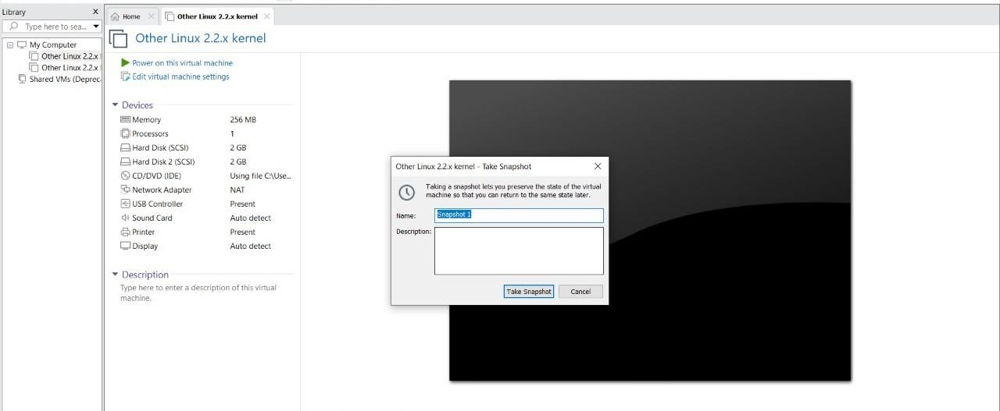 Library
Type here to sea...
My Computer
Other Linux 2.2.x
Other Linux 2.2.x
Shared VMs (Deprec
Home
Other Linux 2.2.x kernel
Other Linux 2.2.x kernel
Power on this virtual machine
Edit virtual machine settings
Devices
Memory 256 MB
Processors 1
Hard Disk (SCSI) 2 GB
Hard Disk 2 (SCSI) 2 GB
CD/DVD (IDE) Using file C:\Use...
Network Adapter NAT
USB Controller Present
Sound Card Auto detect
Printer Present
Display Auto detect
Description
Type here to enter a description of this virtual
machine.
Other Linux 2.2.x kernel - Take Snapshot
Taking a snapshot lets you preserve the state of the virtual
machine so that you can return to the same state later.
Name: Snapshot 1
Description:
Take Snapshot Cancel